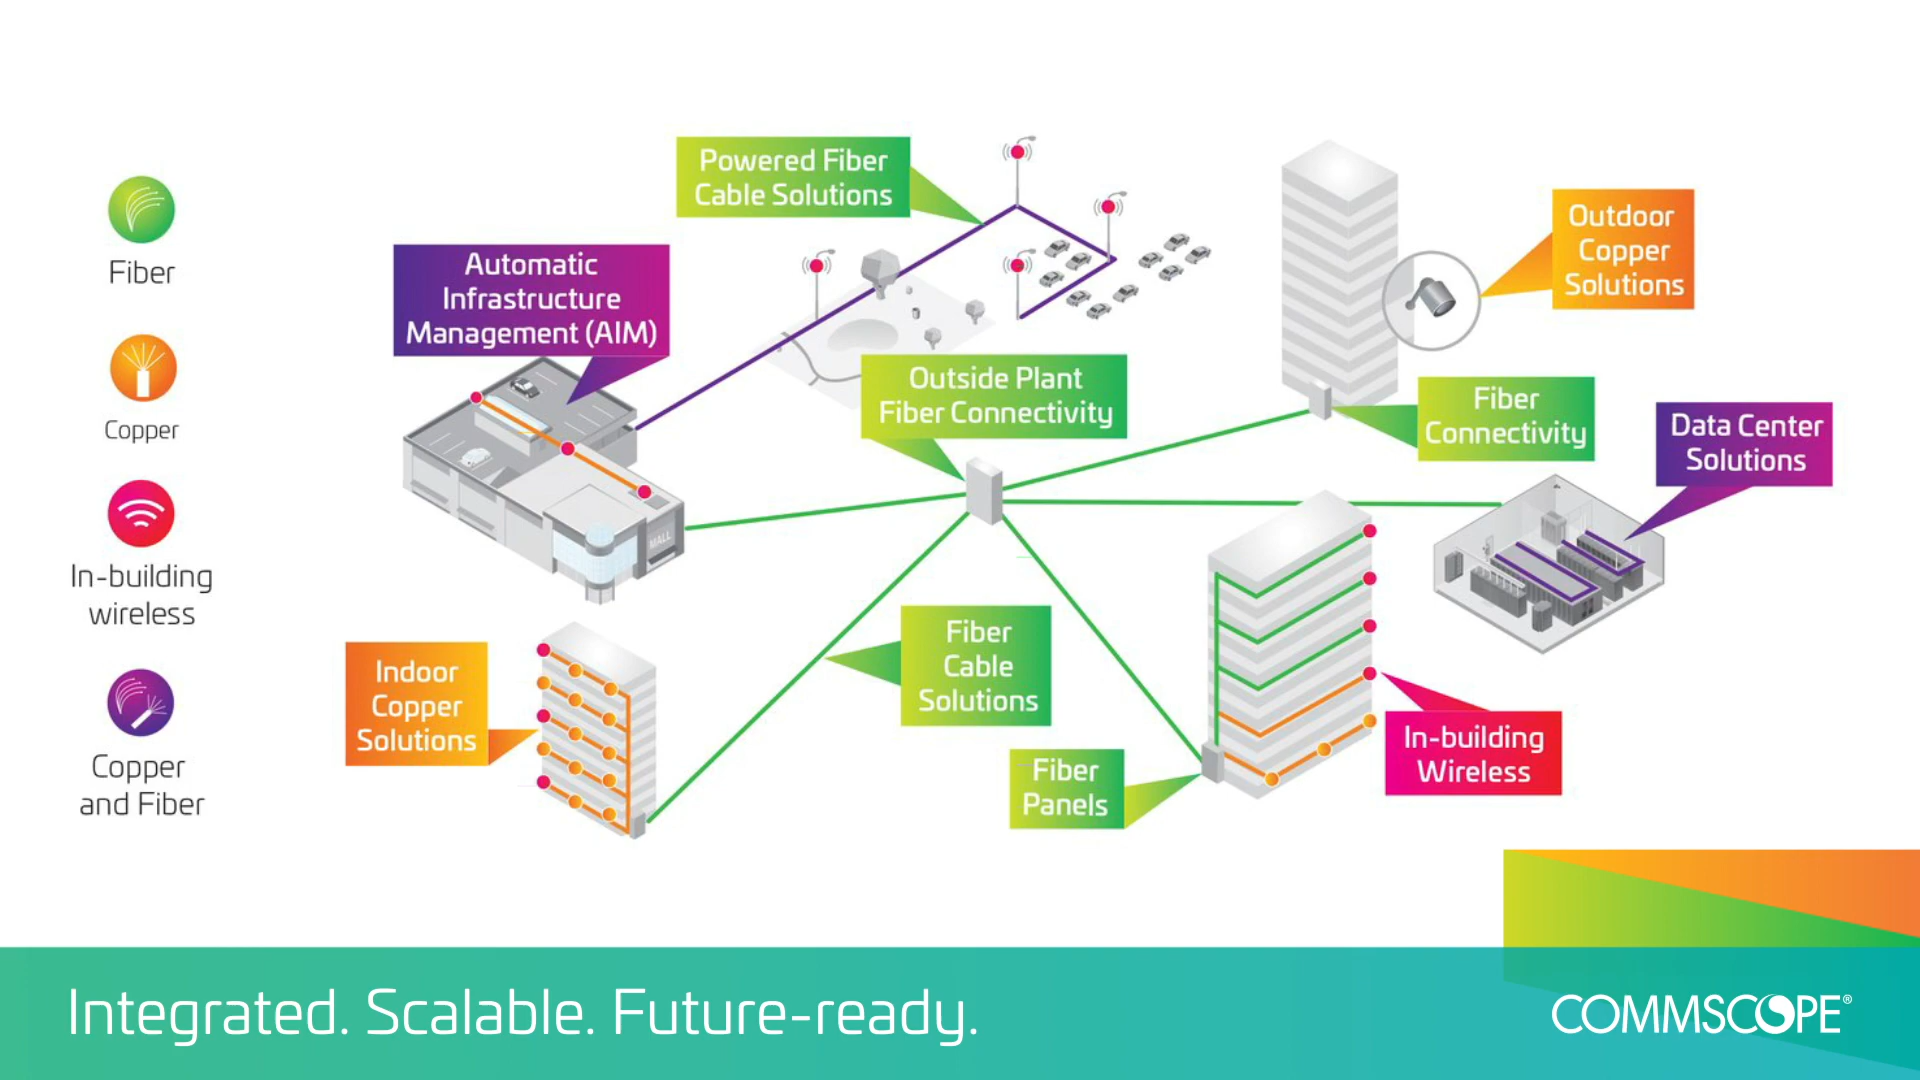 Fiber
Copper
In-building
wireless
Copper
and Fiber
Powered Fiber
Cable Solutions
Automatic
Infrastructure
Management (AIM)
Outdoor
Copper
Solutions
Outside Plant
Fiber Connectivity
Fiber
Connectivity
Data Center
Solutions
MALL
Indoor
Copper
Solutions
Fiber
Cable
Solutions
In-building
Wireless
Fiber
Panels
Integrated. Scalable. Future-ready.
COMMSCOPE®